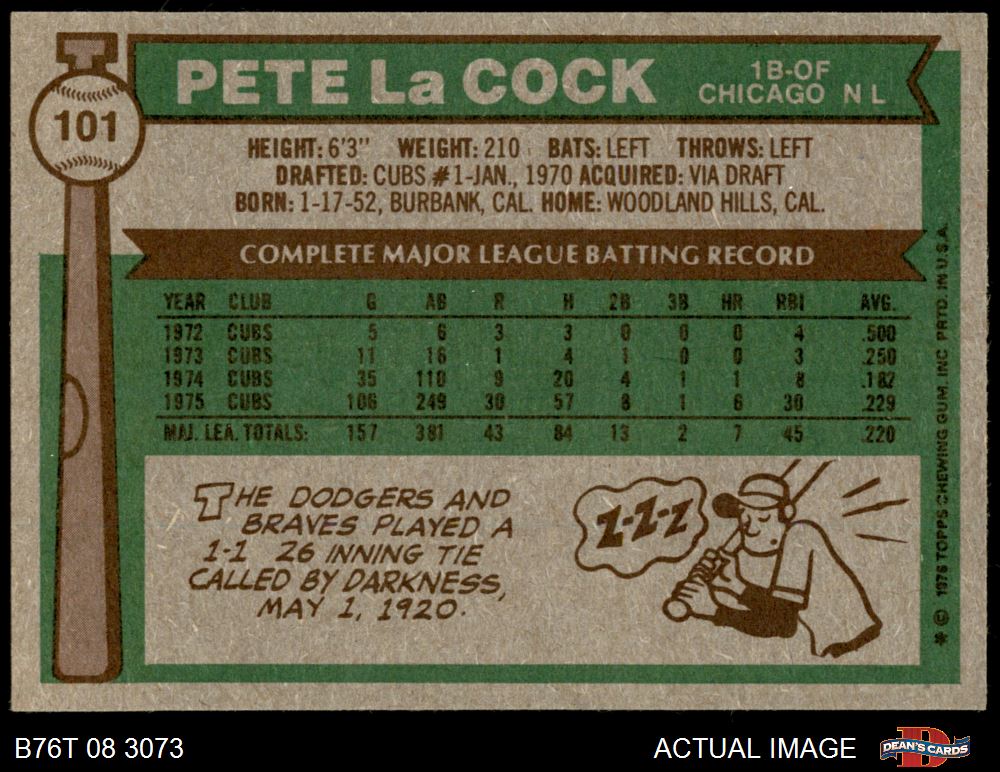 101
PETE La COCK
1B-OF
CHICAGO N L
HEIGHT: 6'3" WEIGHT: 210 BATS: LEFT THROWS: LEFT
DRAFTED: CUBS #1-JAN., 1970 ACQUIRED: VIA DRAFT
BORN: 1-17-52, BURBANK, CAL. HOME: WOODLAND HILLS, CAL.
COMPLETE MAJOR LEAGUE BATTING RECORD
YEAR CLUB G AB R H 2B 3B HR RBI AVG.
1972 CUBS 5 6 3 3 0 0 0 4 .500
1973 CUBS 11 16 1 4 1 0 0 3 .250
1974 CUBS 35 110 9 20 4 1 1 8 .182
1975 CUBS 106 249 30 57 8 1 6 30 .229
MAJ. LEA. TOTALS: 157 381 43 84 13 2 7 45 .220
THE DODGERS AND
BRAVES PLAYED A
1-1 26 INNING TIE
CALLED BY DARKNESS,
MAY 1, 1920.
Z-Z-Z
* © 1976 TOPPS CHEWING GUM, INC PRTD. IN U.S.A.
B76T 08 3073
ACTUAL IMAGE
DEAN'S CARDS